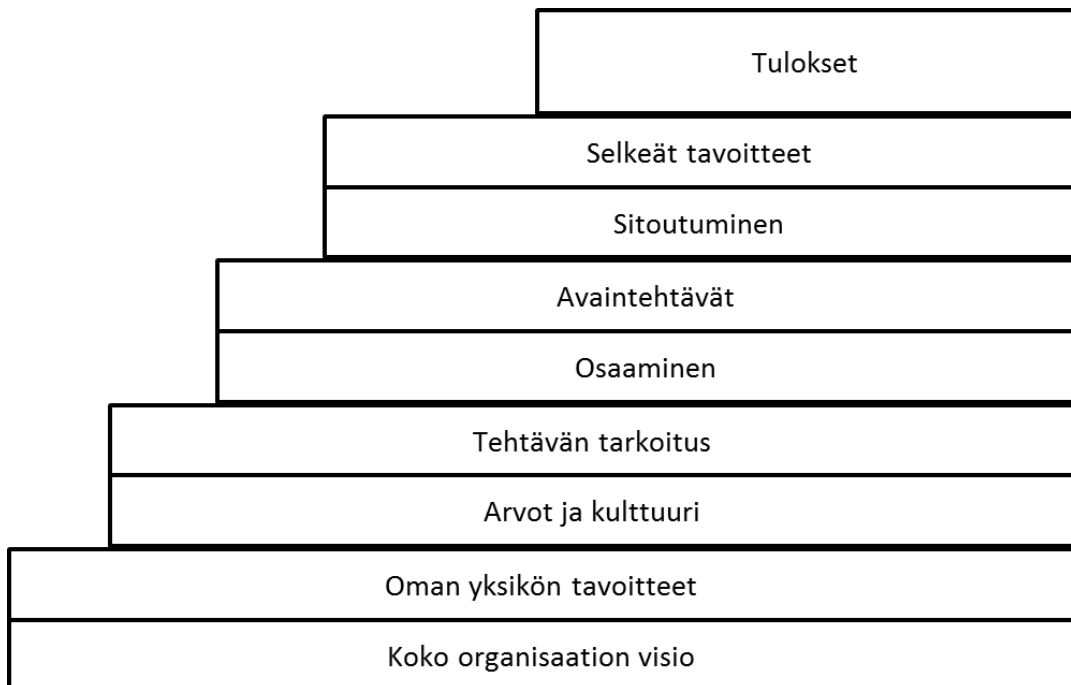 Tulokset
Selkeät tavoitteet
Sitoutuminen
Avaintehtävät
Osaaminen
Tehtävän tarkoitus
Arvot ja kulttuuri
Oman yksikön tavoitteet
Koko organisaation visio